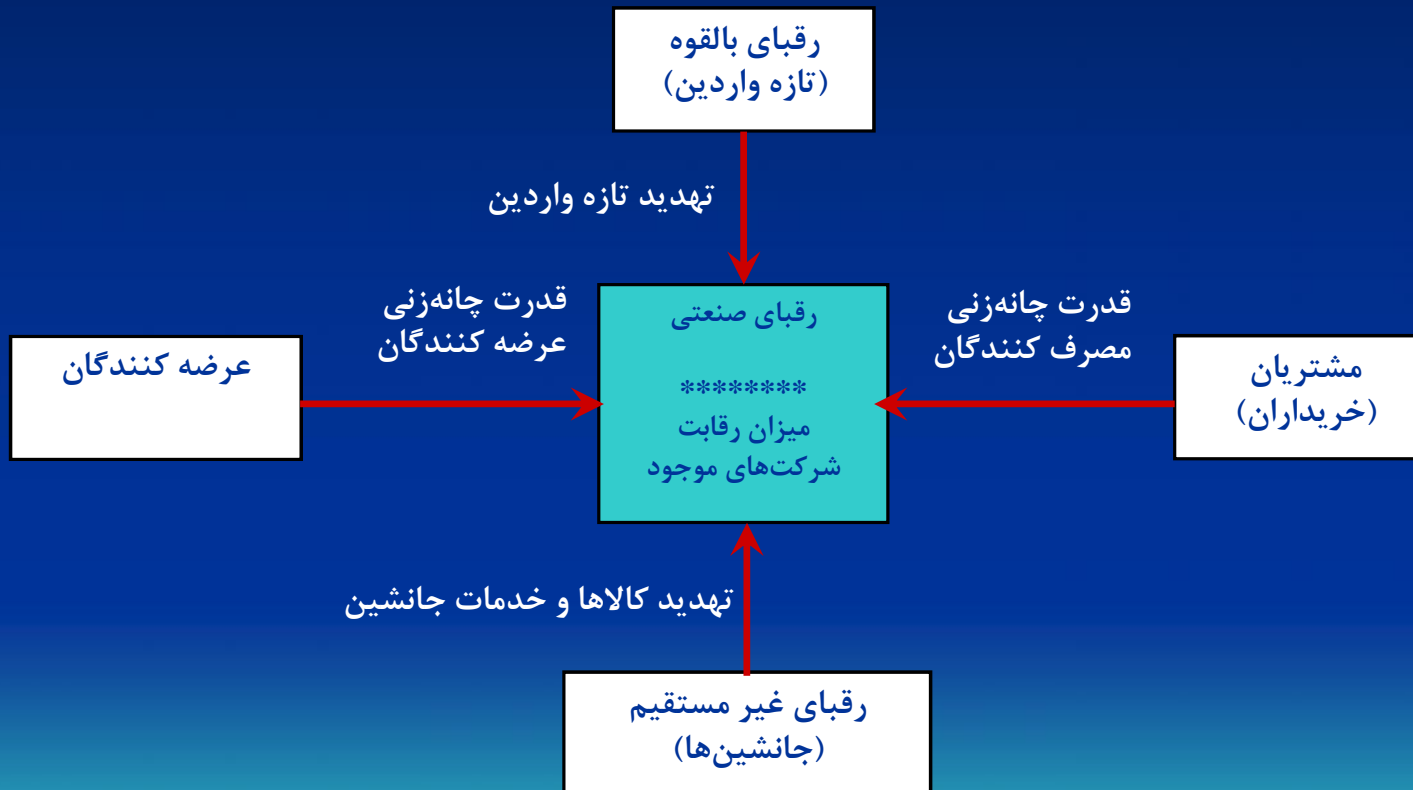 رقبای بالقوه
(تازه واردین)
تهدید تازه واردین
قدرت چانه‌زنی
مصرف کنندگان
مشتریان
(خریداران)
رقبای صنعتی
********
میزان رقابت
شرکت‌های موجود
قدرت چانه‌زنی
عرضه کنندگان
عرضه کنندگان
تهدید کالاها و خدمات جانشین
رقبای غیر مستقیم
(جانشین‌ها)